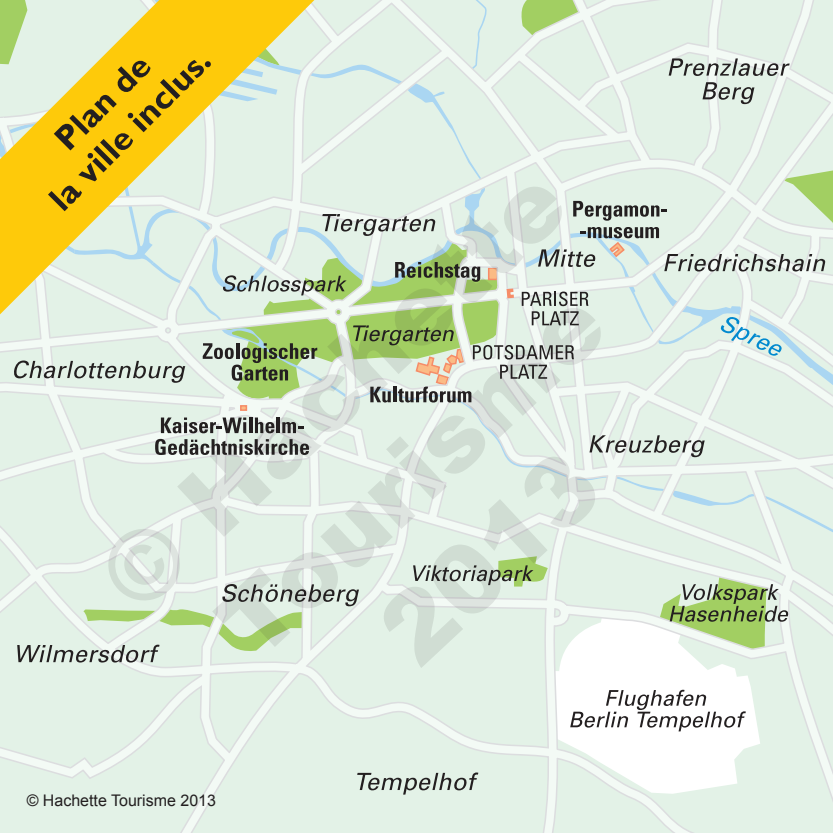 Plan de
la ville inclus.
Prenzlauer
Berg
Pergamon-
-museum
Tiergarten
Mitte
Reichstag
Friedrichshain
Schlosspark
PARISER
PLATZ
Spree
Tiergarten
Zoologischer
Garten
POTSDAMER
PLATZ
Charlottenburg
Kulturforum
Kaiser-Wilhelm-
Gedächtniskirche
Kreuzberg
Viktoriapark
Schöneberg
Volkspark
Hasenheide
Wilmersdorf
Flughafen
Berlin Tempelhof
Tempelhof
© Hachette Tourisme 2013
© Hachette
Tourisme
2013